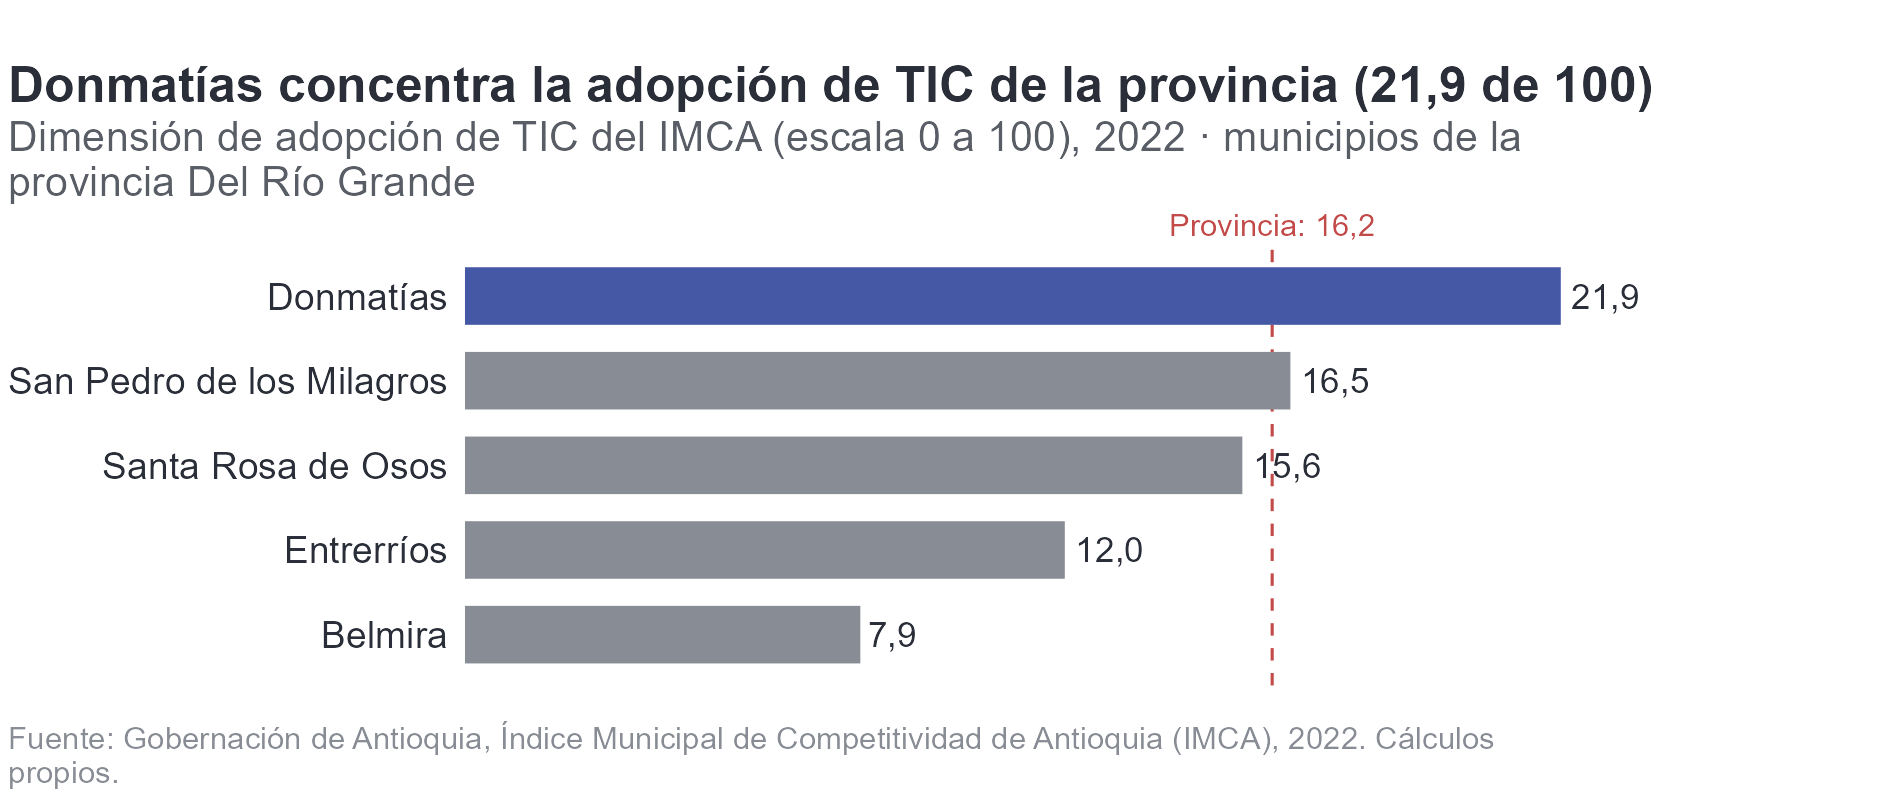 Donmatías concentra la adopción de TIC de la provincia (21,9 de 100)
Dimensión de adopción de TIC del IMCA (escala 0 a 100), 2022 · municipios de la
provincia Del Río Grande
Provincia: 16,2
Donmatías 21,9
San Pedro de los Milagros 16,5
Santa Rosa de Osos 15,6
Entrerríos 12,0
Belmira 7,9
Fuente: Gobernación de Antioquia, Índice Municipal de Competitividad de Antioquia (IMCA), 2022. Cálculos
propios.